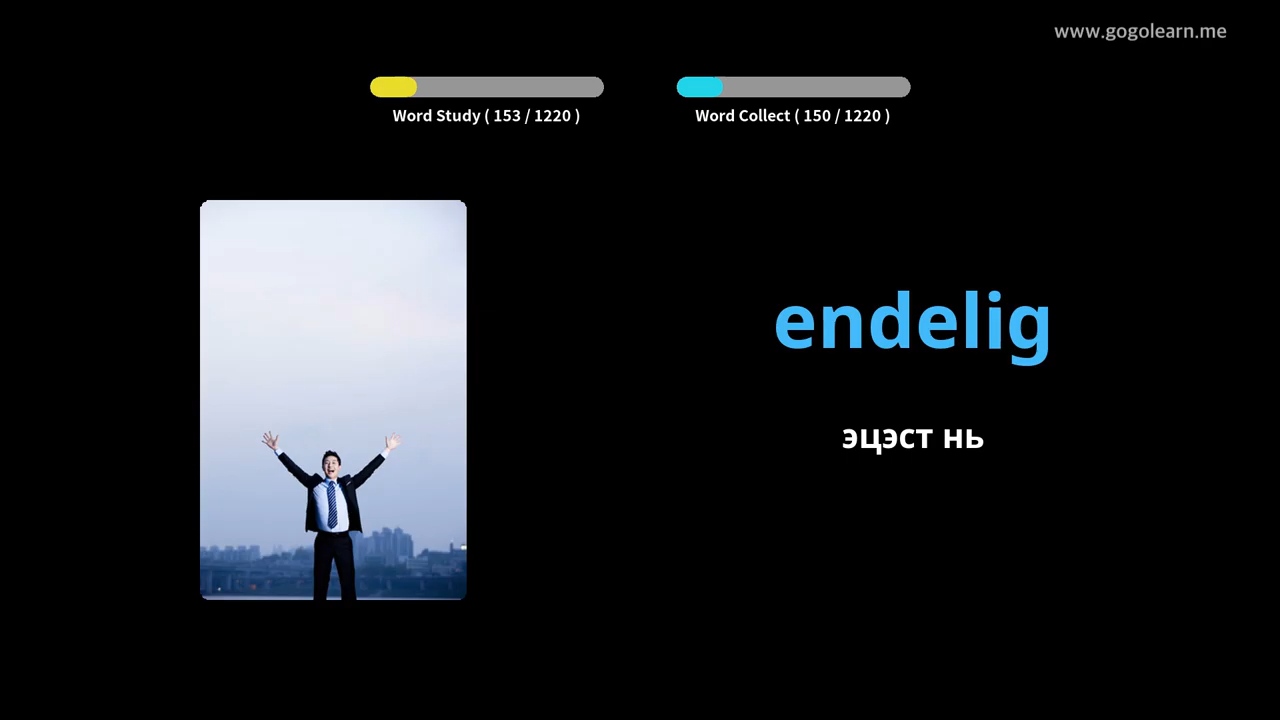 www.gogolearn.me
Word Study ( 153 / 1220 )
Word Collect ( 150 / 1220 )
endelig
эцэст нь